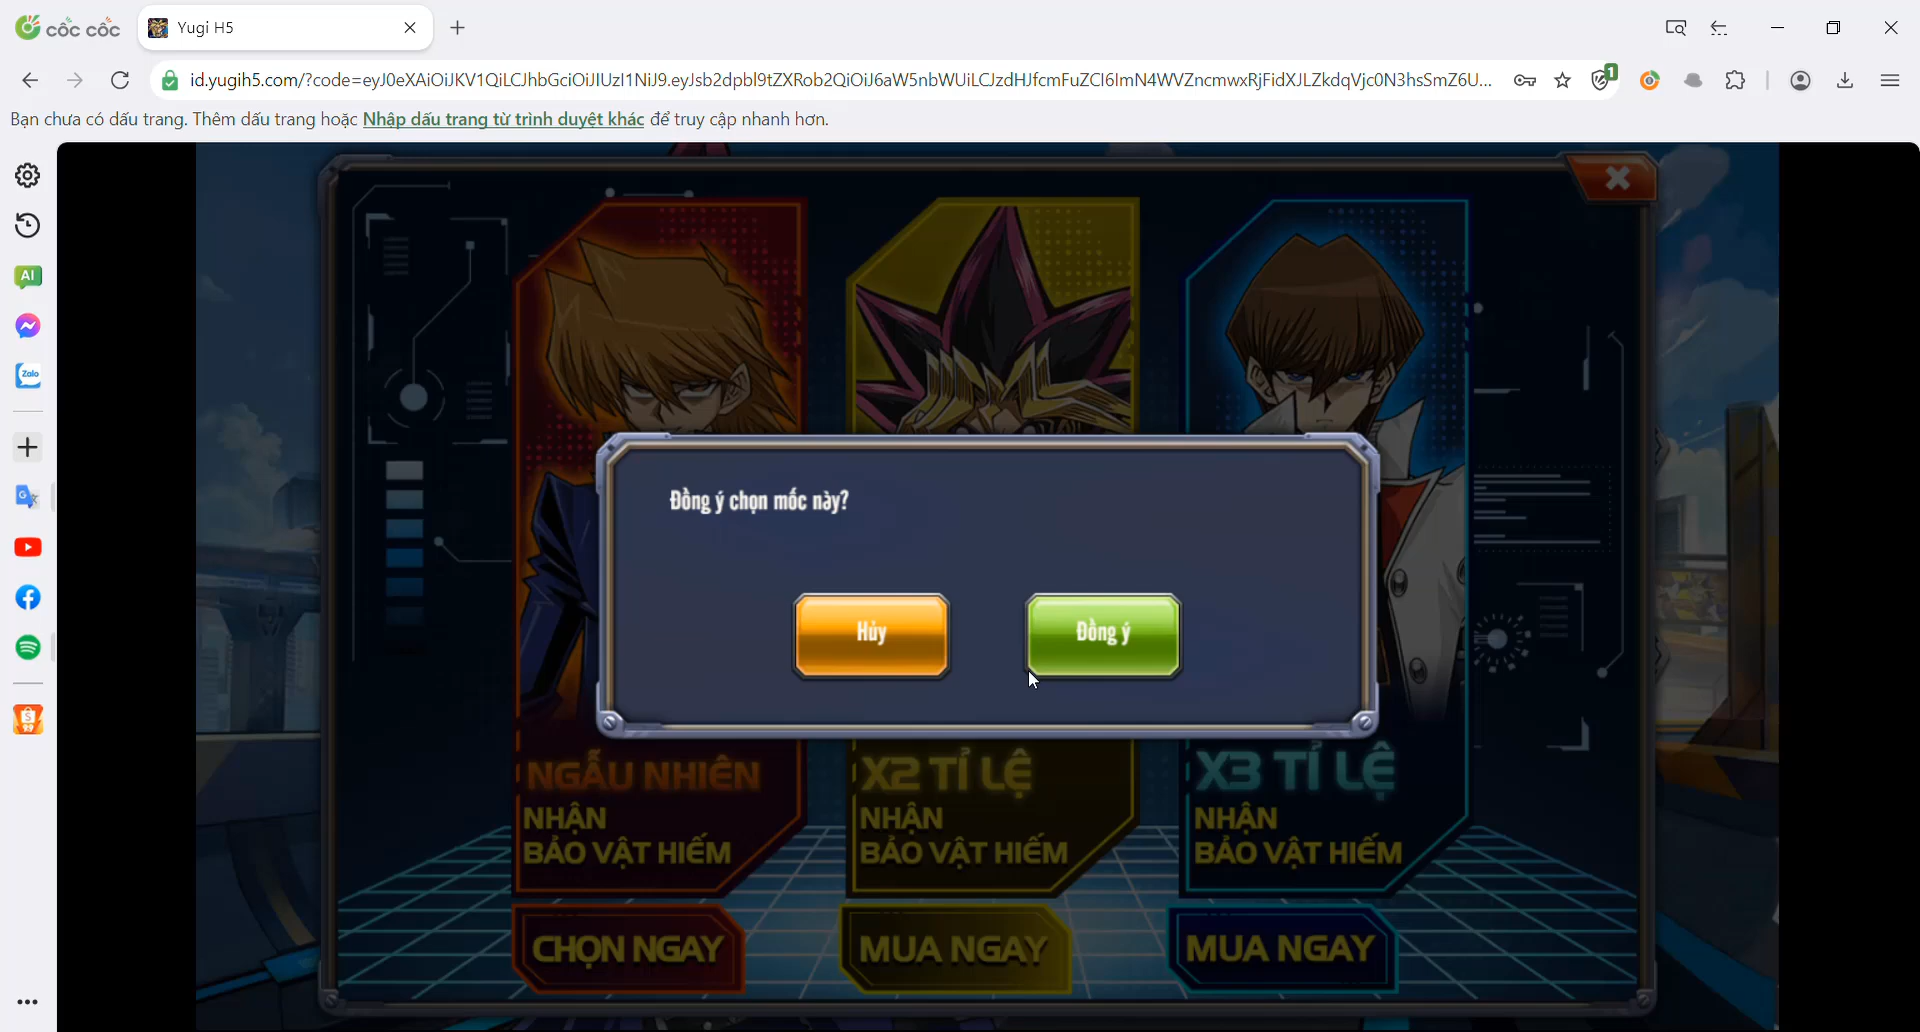 cốc cốc
Yugi H5
id.yugih5.com/?code=eyJ0eXAiOiJKV1QiLCJhbGciOiJIUzI1NiJ9.eyJsb2dpbl9tZXRob2QiOiJ6aW5nbWUiLCJzdHJfcmFuZCI6ImN4WVZncmwxRjFidXJLZkdqVjc0N3hsSmZ6U...
1
Bạn chưa có dấu trang. Thêm dấu trang hoặc Nhập dấu trang từ trình duyệt khác để truy cập nhanh hơn.
AI
Zalo
Đồng ý chọn mốc này?
Hủy
Đồng ý
NGẪU NHIÊN
NHẬN
BẢO VẬT HIẾM
X2 TỈ LỆ
NHẬN
BẢO VẬT HIẾM
X3 TỈ LỆ
NHẬN
BẢO VẬT HIẾM
CHỌN NGAY
MUA NGAY
MUA NGAY